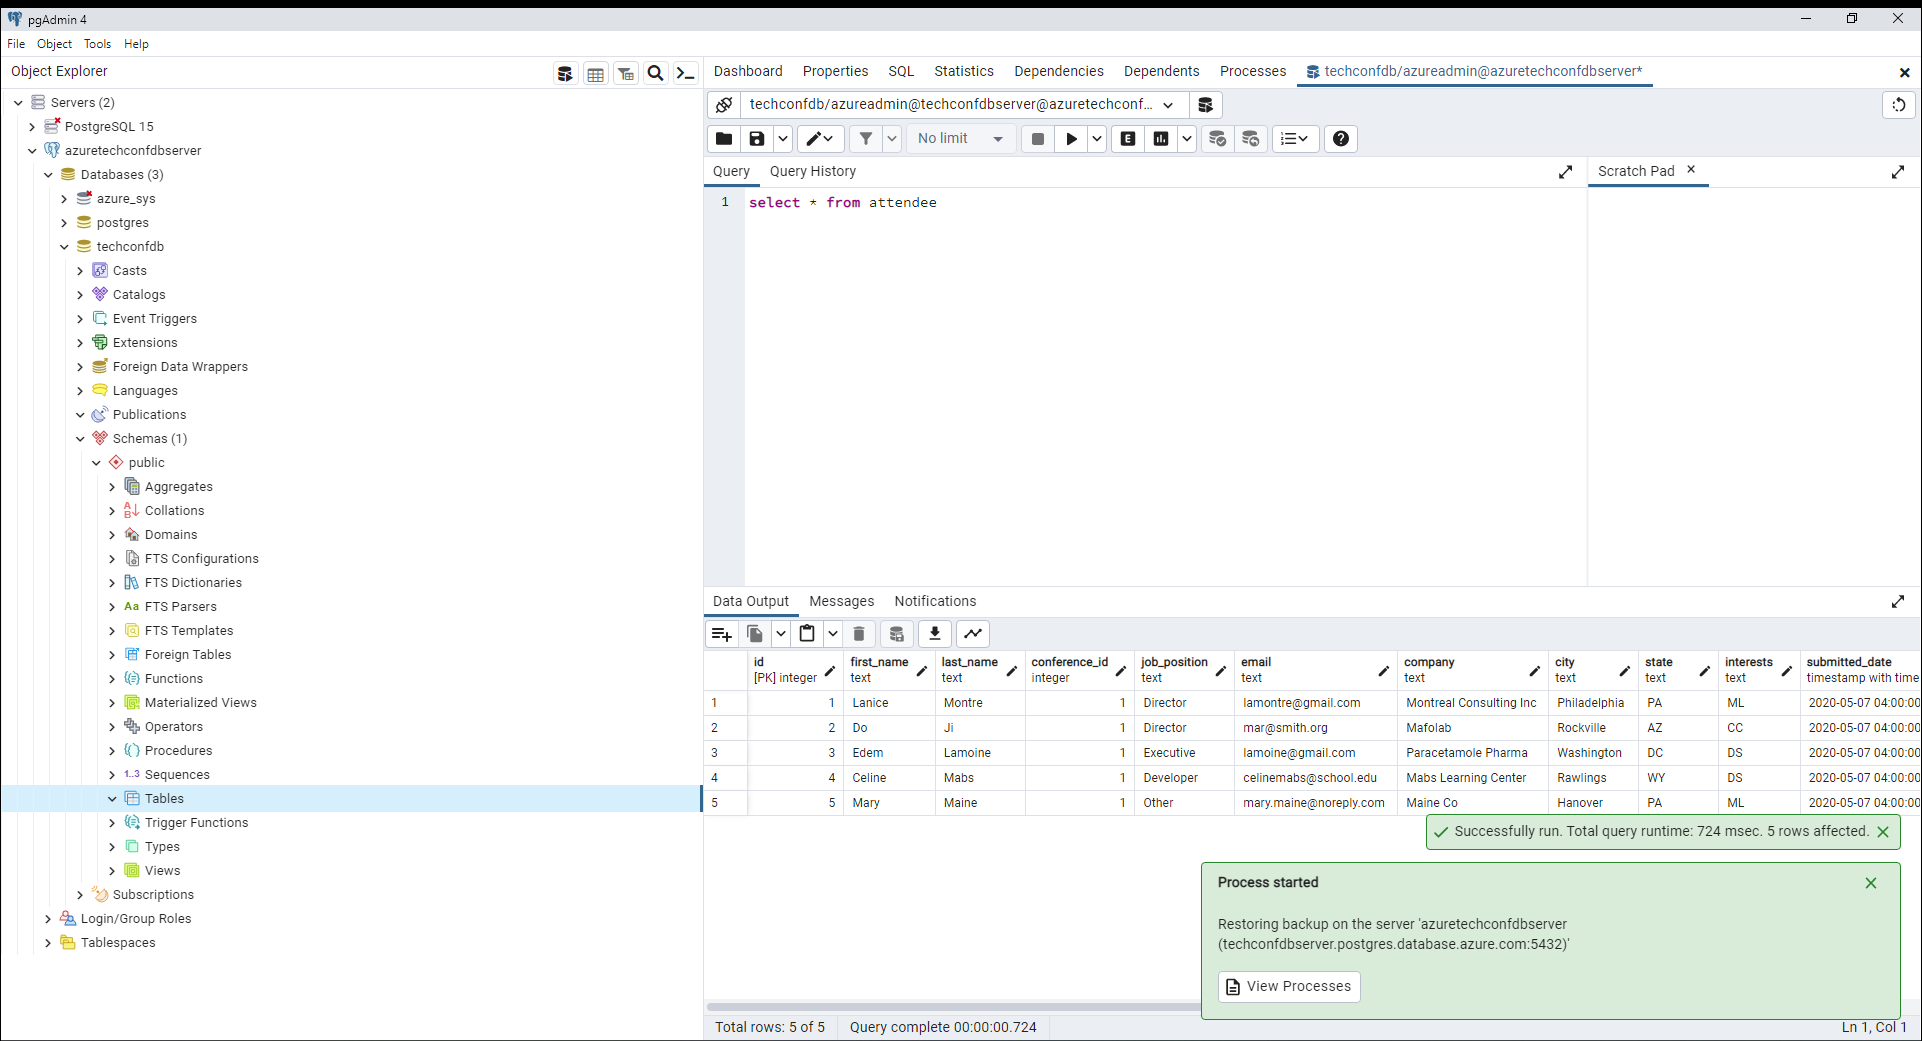 pgAdmin 4
File Object Tools Help
Object Explorer
Dashboard Properties SQL Statistics Dependencies Dependents Processes techconfdb/azureadmin@azuretechconfdbserver*
Servers (2)
PostgreSQL 15
azuretechconfdbserver
Databases (3)
azure_sys
postgres
techconfdb
Casts
Catalogs
Event Triggers
Extensions
Foreign Data Wrappers
Languages
Publications
Schemas (1)
public
Aggregates
Collations
Domains
FTS Configurations
FTS Dictionaries
Aa FTS Parsers
FTS Templates
Foreign Tables
Functions
Materialized Views
Operators
Procedures
1..3 Sequences
Tables
Trigger Functions
Types
Views
Subscriptions
Login/Group Roles
Tablespaces
techconfdb/azureadmin@techconfdbserver@azuretechconf...
No limit
E
Query Query History
Scratch Pad
1 select * from attendee
Data Output Messages Notifications
id first_name last_name conference_id job_position email company city state interests submitted_date
[PK] integer text text integer text text text text text text timestamp with time
1 1 Lanice Montre 1 Director lamontre@gmail.com Montreal Consulting Inc Philadelphia PA ML 2020-05-07 04:00:00
2 2 Do Ji 1 Director mar@smith.org Mafolab Rockville AZ CC 2020-05-07 04:00:00
3 3 Edem Lamoine 1 Executive lamoine@gmail.com Paracetamole Pharma Washington DC DS 2020-05-07 04:00:00
4 4 Celine Mabs 1 Developer celinemabs@school.edu Mabs Learning Center Rawlings WY DS 2020-05-07 04:00:00
5 5 Mary Maine 1 Other mary.maine@noreply.com Maine Co Hanover PA ML 2020-05-07 04:00:00
Successfully run. Total query runtime: 724 msec. 5 rows affected.
Process started
Restoring backup on the server 'azuretechconfdbserver
(techconfdbserver.postgres.database.azure.com:5432)'
View Processes
Total rows: 5 of 5 Query complete 00:00:00.724 Ln 1, Col 1